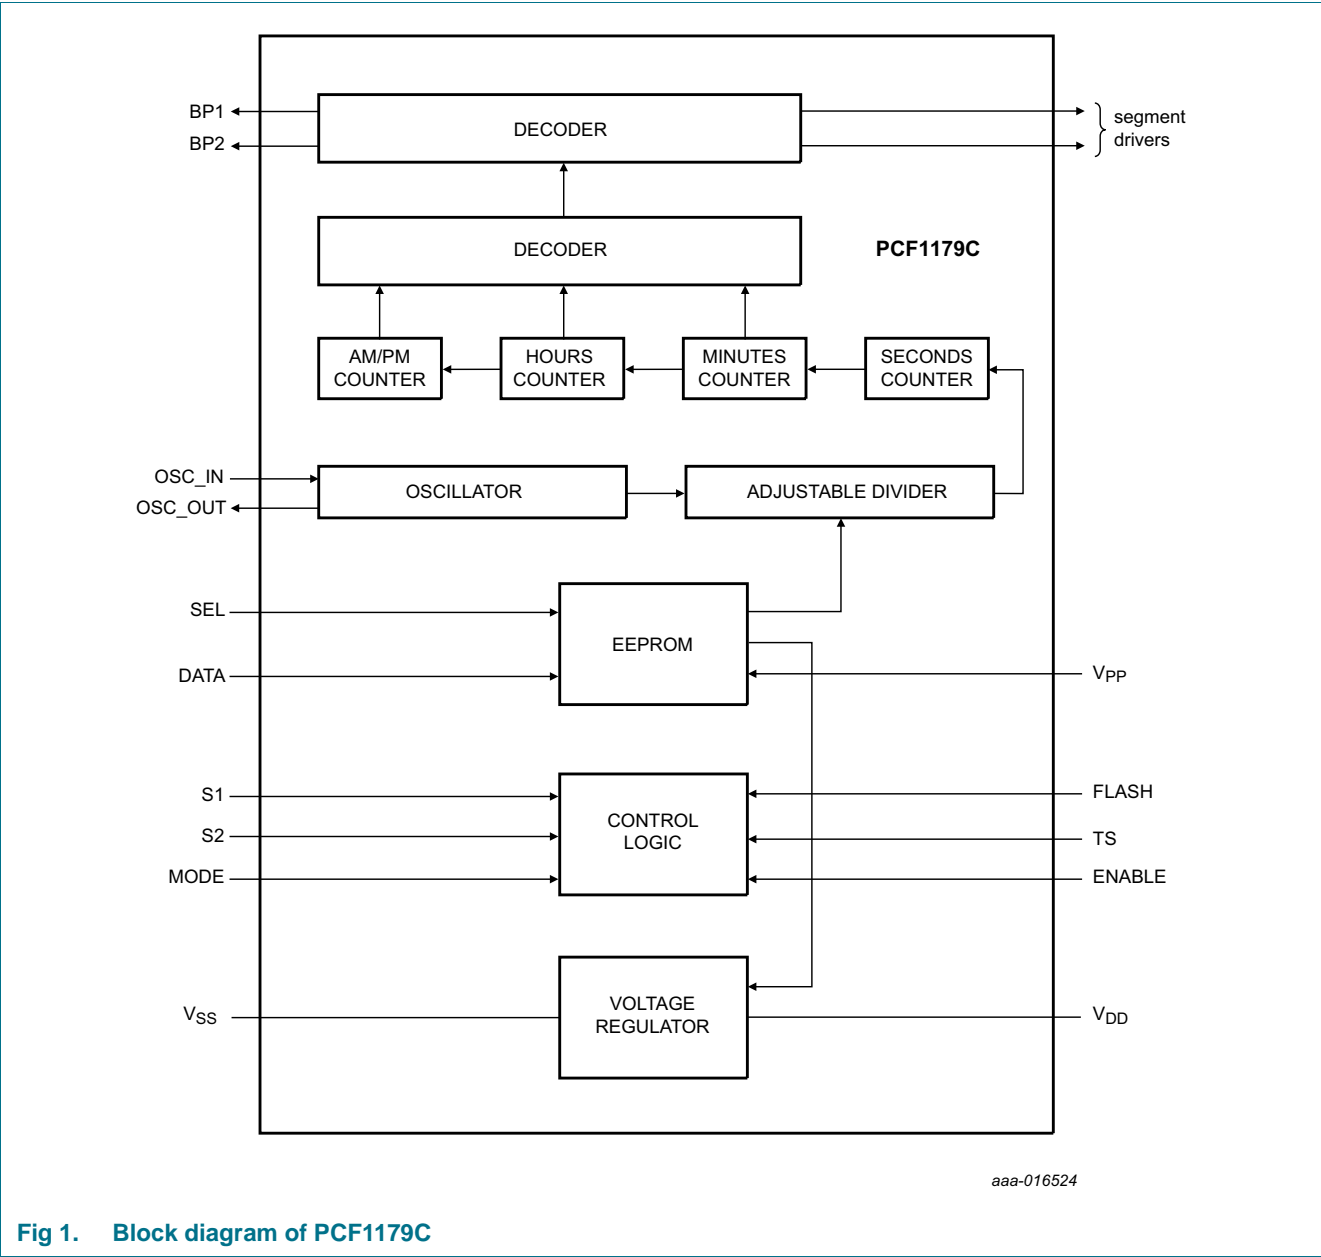 BP1
BP2
DECODER
segment
drivers
DECODER
PCF1179C
AM/PM
COUNTER
HOURS
COUNTER
MINUTES
COUNTER
SECONDS
COUNTER
OSC_IN
OSC_OUT
OSCILLATOR
ADJUSTABLE DIVIDER
SEL
DATA
EEPROM
VPP
S1
S2
MODE
CONTROL
LOGIC
FLASH
TS
ENABLE
VSS
VOLTAGE
REGULATOR
VDD
aaa-016524
Fig 1. Block diagram of PCF1179C